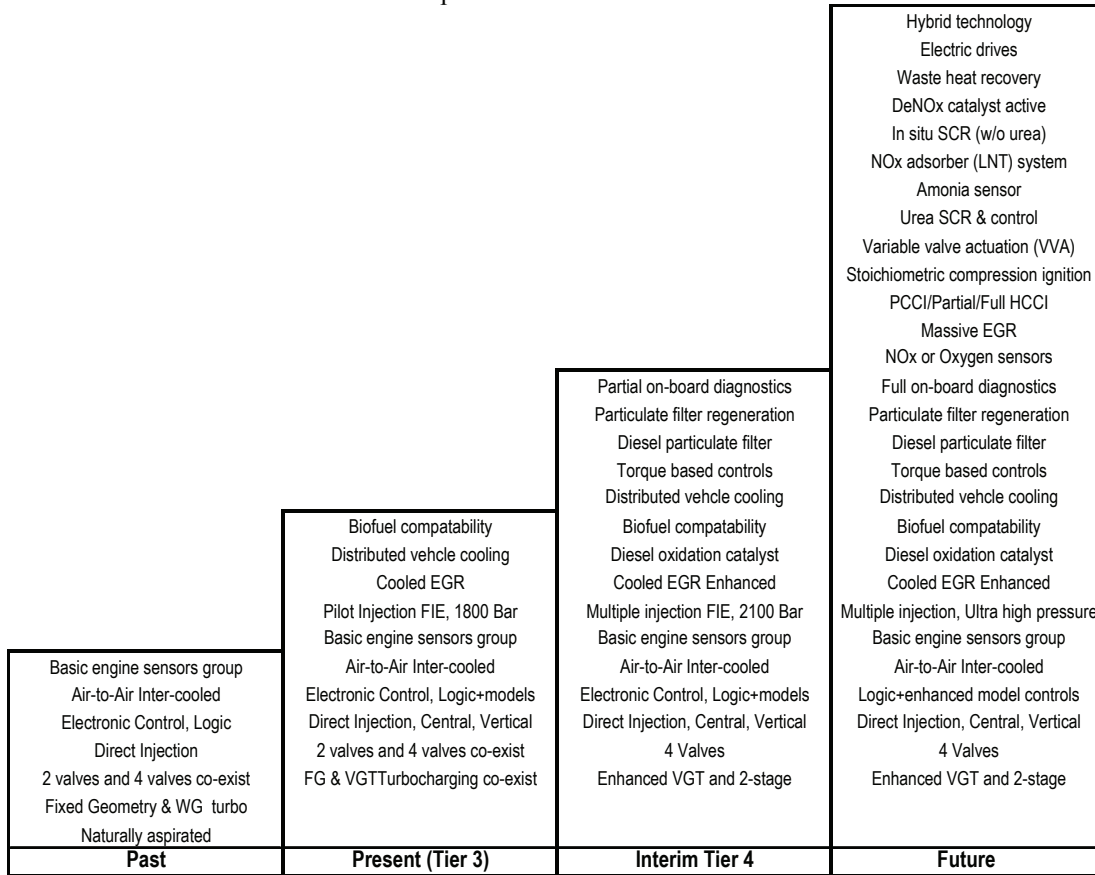 Basic engine sensors group
Air-to-Air Inter-cooled
Electronic Control, Logic
Direct Injection
2 valves and 4 valves co-exist
Fixed Geometry & WG turbo
Naturally aspirated
Past
Biofuel compatability
Distributed vehcle cooling
Cooled EGR
Pilot Injection FIE, 1800 Bar
Basic engine sensors group
Air-to-Air Inter-cooled
Electronic Control, Logic+models
Direct Injection, Central, Vertical
2 valves and 4 valves co-exist
FG & VGTTurbocharging co-exist
Present (Tier 3)
Partial on-board diagnostics
Particulate filter regeneration
Diesel particulate filter
Torque based controls
Distributed vehcle cooling
Biofuel compatability
Diesel oxidation catalyst
Cooled EGR Enhanced
Multiple injection FIE, 2100 Bar
Basic engine sensors group
Air-to-Air Inter-cooled
Electronic Control, Logic+models
Direct Injection, Central, Vertical
4 Valves
Enhanced VGT and 2-stage
Interim Tier 4
Hybrid technology
Electric drives
Waste heat recovery
DeNOx catalyst active
In situ SCR (w/o urea)
NOx adsorber (LNT) system
Amonia sensor
Urea SCR & control
Variable valve actuation (VVA)
Stoichiometric compression ignition
PCCI/Partial/Full HCCI
Massive EGR
NOx or Oxygen sensors
Full on-board diagnostics
Particulate filter regeneration
Diesel particulate filter
Torque based controls
Distributed vehcle cooling
Biofuel compatability
Diesel oxidation catalyst
Cooled EGR Enhanced
Multiple injection, Ultra high pressure
Basic engine sensors group
Air-to-Air Inter-cooled
Logic+enhanced model controls
Direct Injection, Central, Vertical
4 Valves
Enhanced VGT and 2-stage
Future